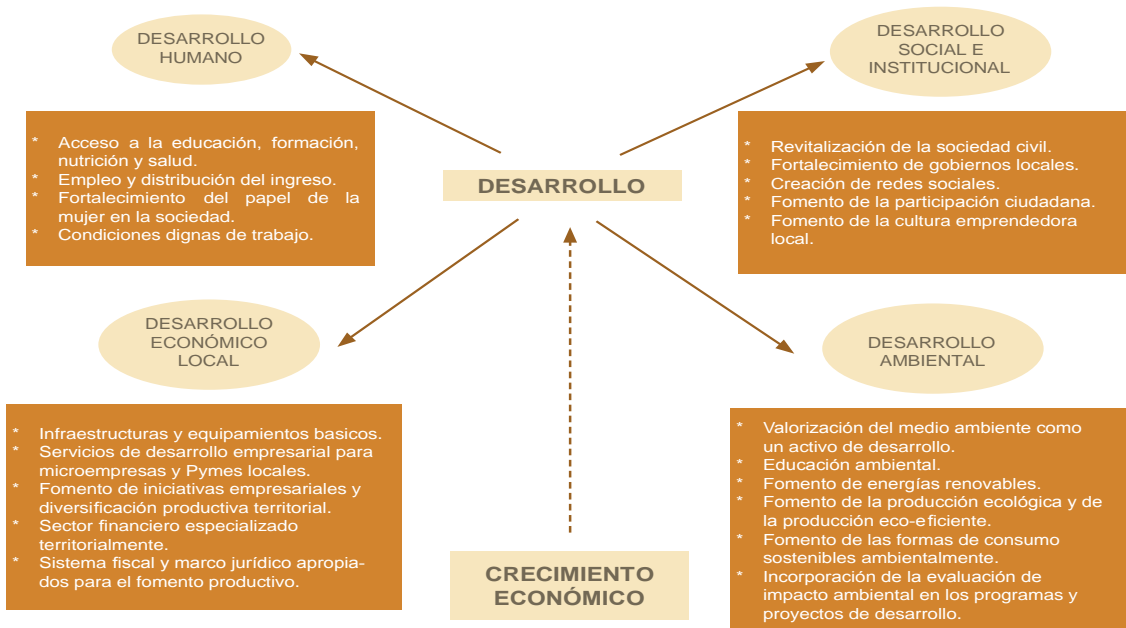 DESARROLLO
HUMANO
* Acceso a la educación, formación,
nutrición y salud.
* Empleo y distribución del ingreso.
* Fortalecimiento del papel de la
mujer en la sociedad.
* Condiciones dignas de trabajo.
DESARROLLO
SOCIAL E
INSTITUCIONAL
* Revitalización de la sociedad civil.
* Fortalecimiento de gobiernos locales.
* Creación de redes sociales.
* Fomento de la participación ciudadana.
* Fomento de la cultura emprendedora
local.
DESARROLLO
DESARROLLO
ECONÓMICO
LOCAL
* Infraestructuras y equipamientos basicos.
* Servicios de desarrollo empresarial para
microempresas y Pymes locales.
* Fomento de iniciativas empresariales y
diversificación productiva territorial.
* Sector financiero especializado
territorialmente.
* Sistema fiscal y marco jurídico apropia-
dos para el fomento productivo.
DESARROLLO
AMBIENTAL
* Valorización del medio ambiente como
un activo de desarrollo.
* Educación ambiental.
* Fomento de energías renovables.
* Fomento de la producción ecológica y de
la producción eco-eficiente.
* Fomento de las formas de consumo
sostenibles ambientalmente.
* Incorporación de la evaluación de
impacto ambiental en los programas y
proyectos de desarrollo.
CRECIMIENTO
ECONÓMICO